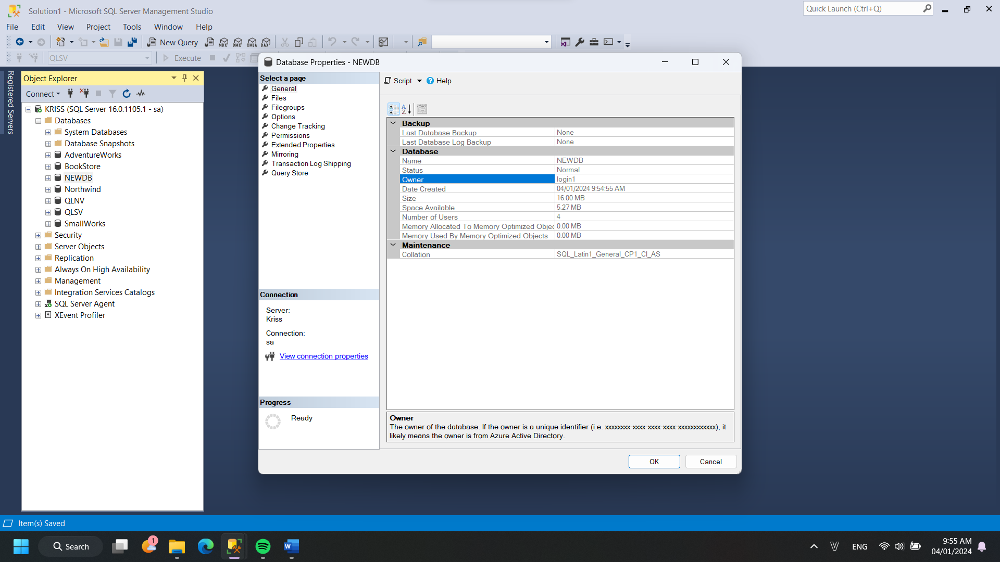 Solution1 - Microsoft SQL Server Management Studio
Quick Launch (Ctrl+Q)
File Edit View Project Tools Window Help
New Query MDX DMX XMLA DAX
QLSV Execute
Registered Servers
Object Explorer
Connect
KRISS (SQL Server 16.0.1105.1 - sa)
Databases
System Databases
Database Snapshots
AdventureWorks
BookStore
NEWDB
Northwind
QLNV
QLSV
SmallWorks
Security
Server Objects
Replication
Always On High Availability
Management
Integration Services Catalogs
SQL Server Agent
XEvent Profiler
Database Properties - NEWDB
Select a page
General
Files
Filegroups
Options
Change Tracking
Permissions
Extended Properties
Mirroring
Transaction Log Shipping
Query Store
Connection
Server:
Kriss
Connection:
sa
View connection properties
Progress
Ready
Script Help
Backup
Last Database Backup None
Last Database Log Backup None
Database
Name NEWDB
Status Normal
Owner login1
Date Created 04/01/2024 9:54:55 AM
Size 16.00 MB
Space Available 5.27 MB
Number of Users 4
Memory Allocated To Memory Optimized Objec 0.00 MB
Memory Used By Memory Optimized Objects 0.00 MB
Maintenance
Collation SQL_Latin1_General_CP1_CI_AS
Owner
The owner of the database. If the owner is a unique identifier (i.e. xxxxxxxx-xxxx-xxxx-xxxx-xxxxxxxxxxxx), it
likely means the owner is from Azure Active Directory.
OK Cancel
Item(s) Saved
Search
1
ENG
9:55 AM
04/01/2024